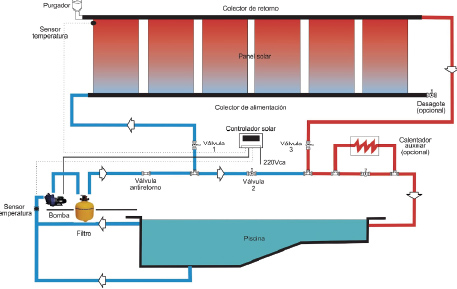 Purgador
Colector de retorno
Sensor
temperatura
Panel solar
Desagote
(opcional)
Colector de alimentación
Controlador solar
Válvula
1
Válvula
3
Calentador
auxiliar
(opcional)
220Vca
Válvula
antirretorno
Válvula
2
Sensor
temperatura
Bomba
Filtro
Piscina